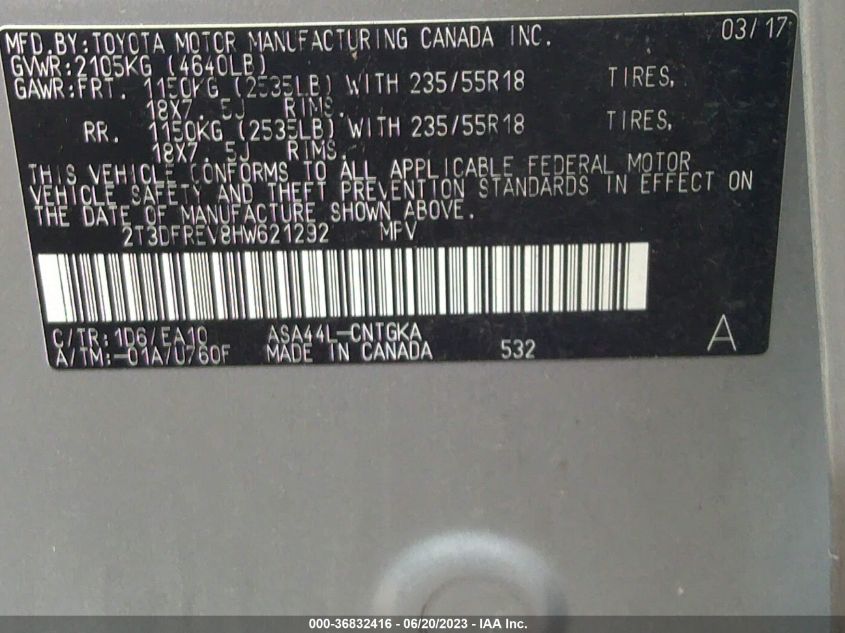 MFD.BY:TOYOTA MOTOR MANUFACTURING CANADA INC. 03/17
GVWR:2105KG (4640LB)
GAWR:FRT. 1150KG (2535LB) WITH 235/55R18 TIRES,
18X7.5J RIMS.
RR. 1150KG (2535LB) WITH 235/55R18 TIRES,
18X7.5J RIMS.
THIS VEHICLE CONFORMS TO ALL APPLICABLE FEDERAL MOTOR
VEHICLE SAFETY AND THEFT PREVENTION STANDARDS IN EFFECT ON
THE DATE OF MANUFACTURE SHOWN ABOVE.
2T3DFREV8HW621292 MPV
C/TR:1D6/EA10 ASA44L-CNTGKA
A/TM:-01A/U760F MADE IN CANADA 532 A
000-36832416 - 06/20/2023 - IAA Inc.